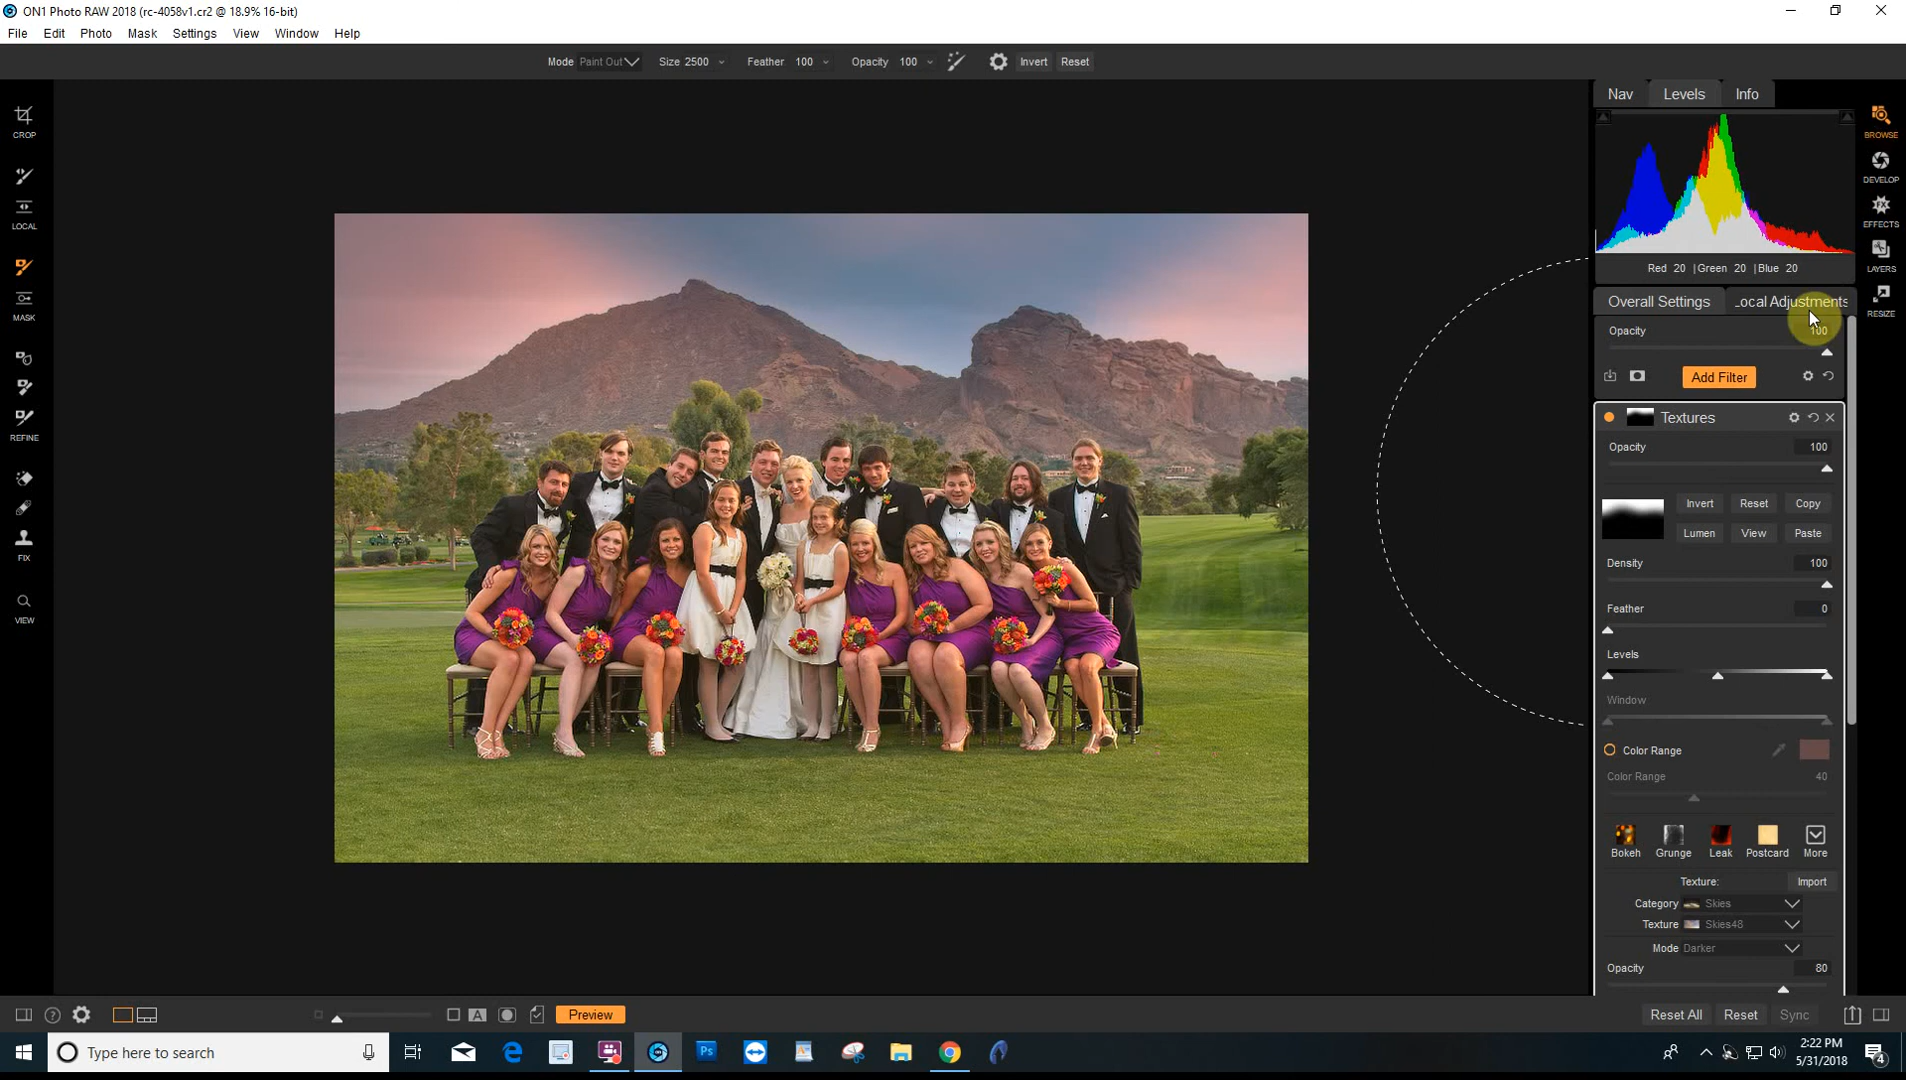 ON1 Photo RAW 2018 (rc-4058v1.cr2 @ 18.9% 16-bit)
File Edit Photo Mask Settings View Window Help
Mode Paint Out Size 2500 Feather 100 Opacity 100 Invert Reset
Nav Levels Info
CROP
BROWSE
DEVELOP
LOCAL
EFFECTS
LAYERS
Red 20 |Green 20 |Blue 20
Overall Settings Local Adjustments
MASK
RESIZE
Opacity 100
Add Filter
Textures
REFINE
Opacity 100
Invert Reset Copy
Lumen View Paste
FIX
Density 100
Feather 0
VIEW
Levels
Window
Color Range
Color Range 40
Bokeh Grunge Leak Postcard More
Texture: Import
Category Skies
Texture Skies48
Mode Darker
Opacity 80
? A Preview Reset All Reset Sync
Type here to search
Ps
2:22 PM
5/31/2018
4